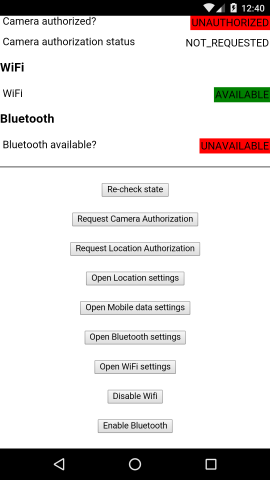 12:40
Camera authorized? UNAUTHORIZED
Camera authorization status NOT_REQUESTED
WiFi
WiFi AVAILABLE
Bluetooth
Bluetooth available? UNAVAILABLE
Re-check state
Request Camera Authorization
Request Location Authorization
Open Location settings
Open Mobile data settings
Open Bluetooth settings
Open WiFi settings
Disable Wifi
Enable Bluetooth